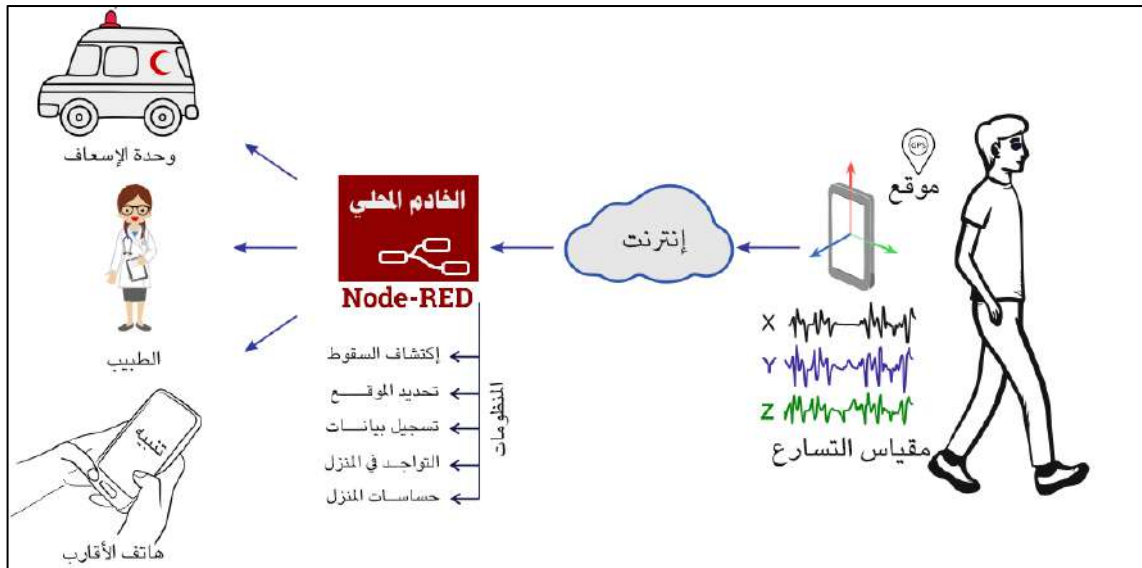 GPS
موقع
X
Y
Z
مقياس التسارع
إنترنت
الخادم المحلي
Node-RED
المنظومات
إكتشاف السقوط
تحديد الموقع
تسجيل بيانات
التواجد في المنزل
حساسات المنزل
وحدة الإسعاف
الطبيب
تنبيه
هاتف الأقارب